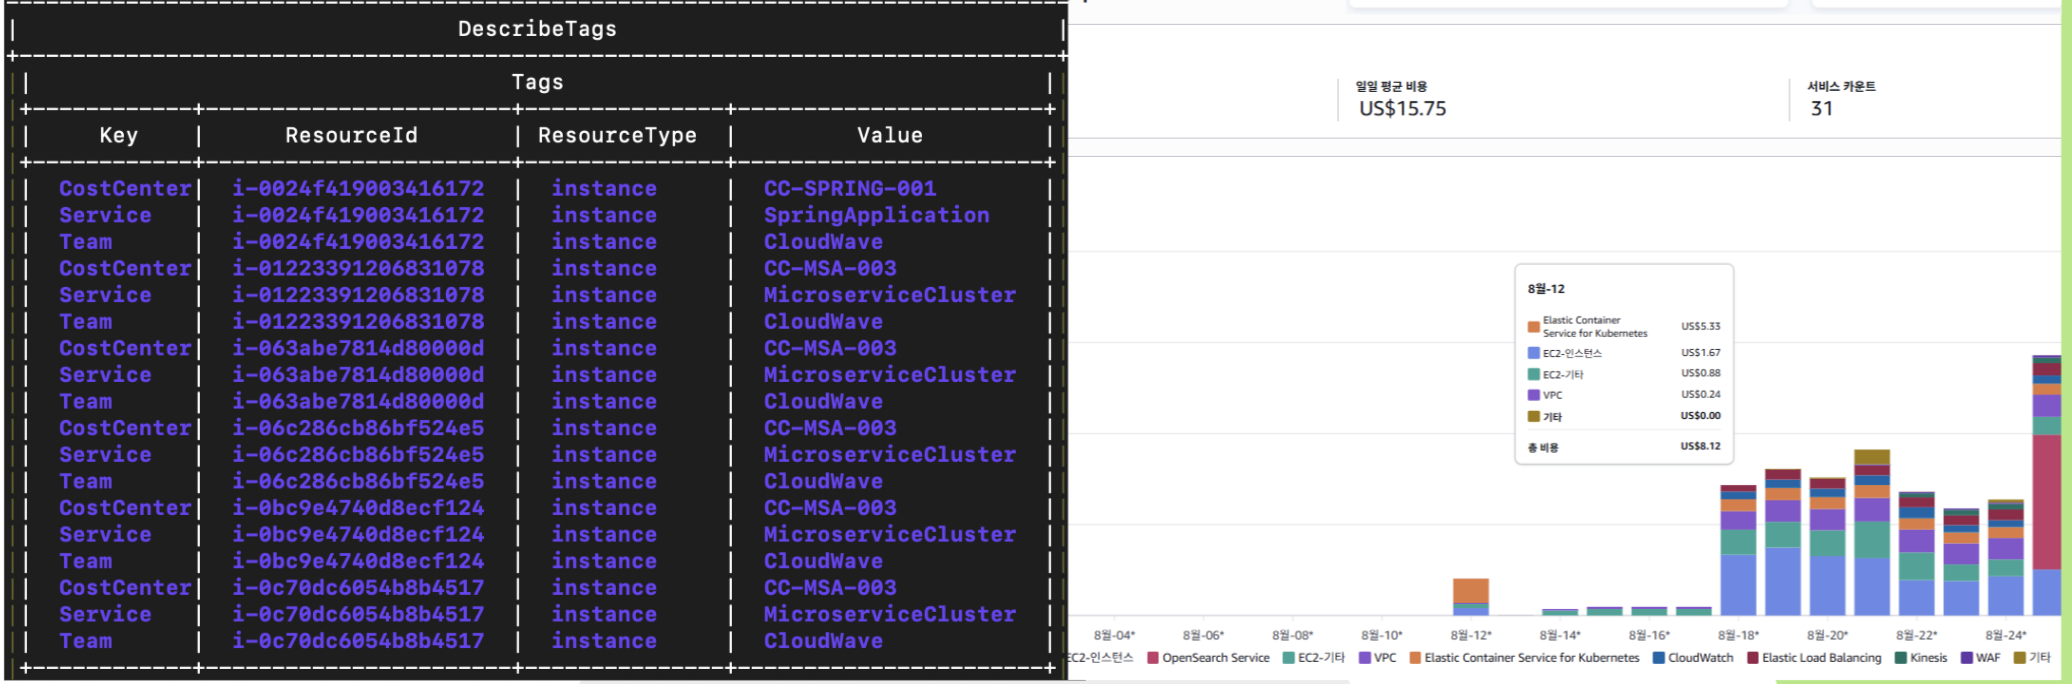 DescribeTags
Tags
Key ResourceId ResourceType Value
CostCenter i-0024f419003416172 instance CC-SPRING-001
Service i-0024f419003416172 instance SpringApplication
Team i-0024f419003416172 instance CloudWave
CostCenter i-01223391206831078 instance CC-MSA-003
Service i-01223391206831078 instance MicroserviceCluster
Team i-01223391206831078 instance CloudWave
CostCenter i-063abe7814d80000d instance CC-MSA-003
Service i-063abe7814d80000d instance MicroserviceCluster
Team i-063abe7814d80000d instance CloudWave
CostCenter i-06c286cb86bf524e5 instance CC-MSA-003
Service i-06c286cb86bf524e5 instance MicroserviceCluster
Team i-06c286cb86bf524e5 instance CloudWave
CostCenter i-0bc9e4740d8ecf124 instance CC-MSA-003
Service i-0bc9e4740d8ecf124 instance MicroserviceCluster
Team i-0bc9e4740d8ecf124 instance CloudWave
CostCenter i-0c70dc6054b8b4517 instance CC-MSA-003
Service i-0c70dc6054b8b4517 instance MicroserviceCluster
Team i-0c70dc6054b8b4517 instance CloudWave
일일 평균 비용
US$15.75
서비스 카운트
31
8월-12
Elastic Container
Service for Kubernetes US$5.33
EC2-인스턴스 US$1.67
EC2-기타 US$0.88
VPC US$0.24
기타 US$0.00
총 비용 US$8.12
8월-04* 8월-06* 8월-08* 8월-10* 8월-12* 8월-14* 8월-16* 8월-18* 8월-20* 8월-22* 8월-24*
EC2-인스턴스 OpenSearch Service EC2-기타 VPC Elastic Container Service for Kubernetes CloudWatch Elastic Load Balancing Kinesis WAF 기타